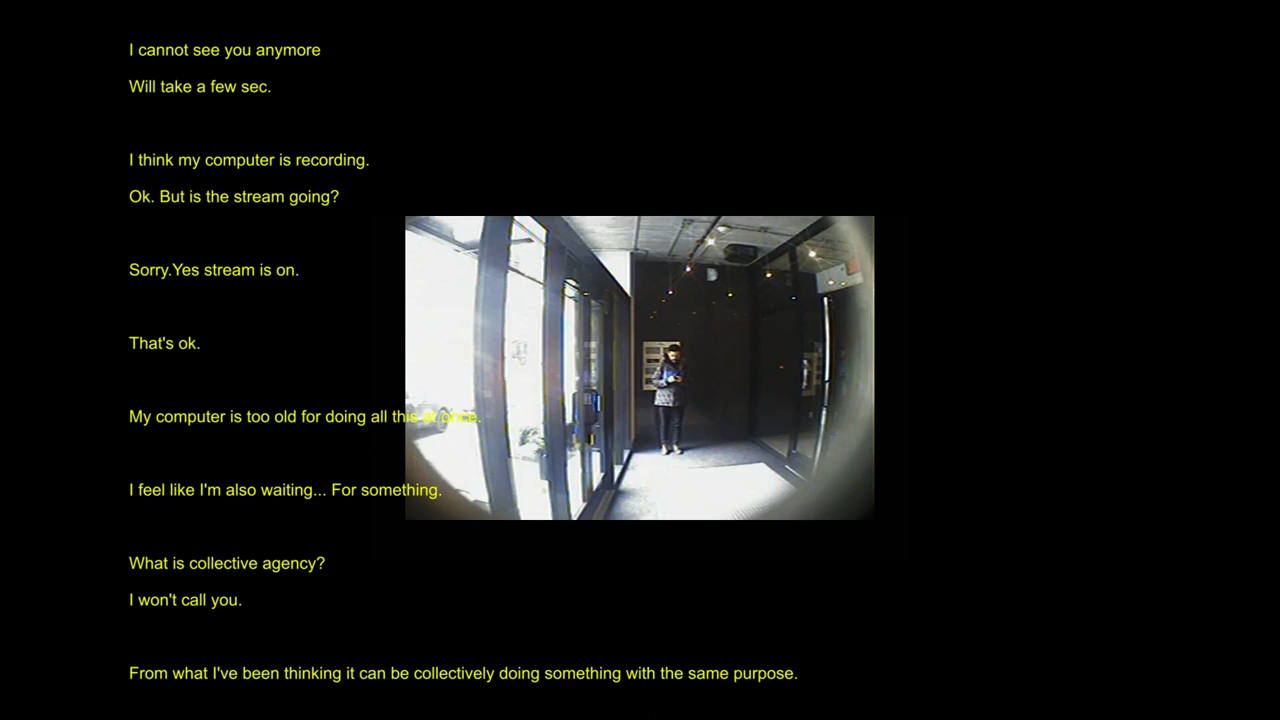 I cannot see you anymore
Will take a few sec.
I think my computer is recording.
Ok. But is the stream going?
Sorry.Yes stream is on.
That's ok.
My computer is too old for doing all this at once.
I feel like I'm also waiting... For something.
What is collective agency?
I won't call you.
From what I've been thinking it can be collectively doing something with the same purpose.